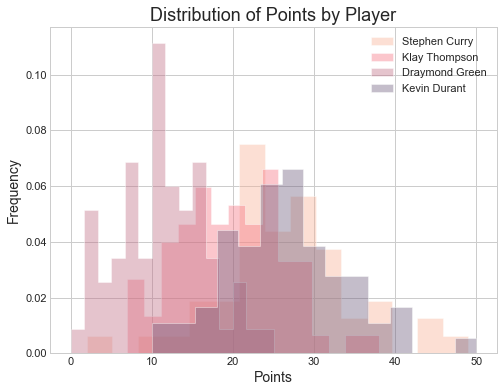 Distribution of Points by Player
Stephen Curry
Klay Thompson
Draymond Green
Kevin Durant
Frequency
0.10
0.08
0.06
0.04
0.02
0.00
0 10 20 30 40 50
Points